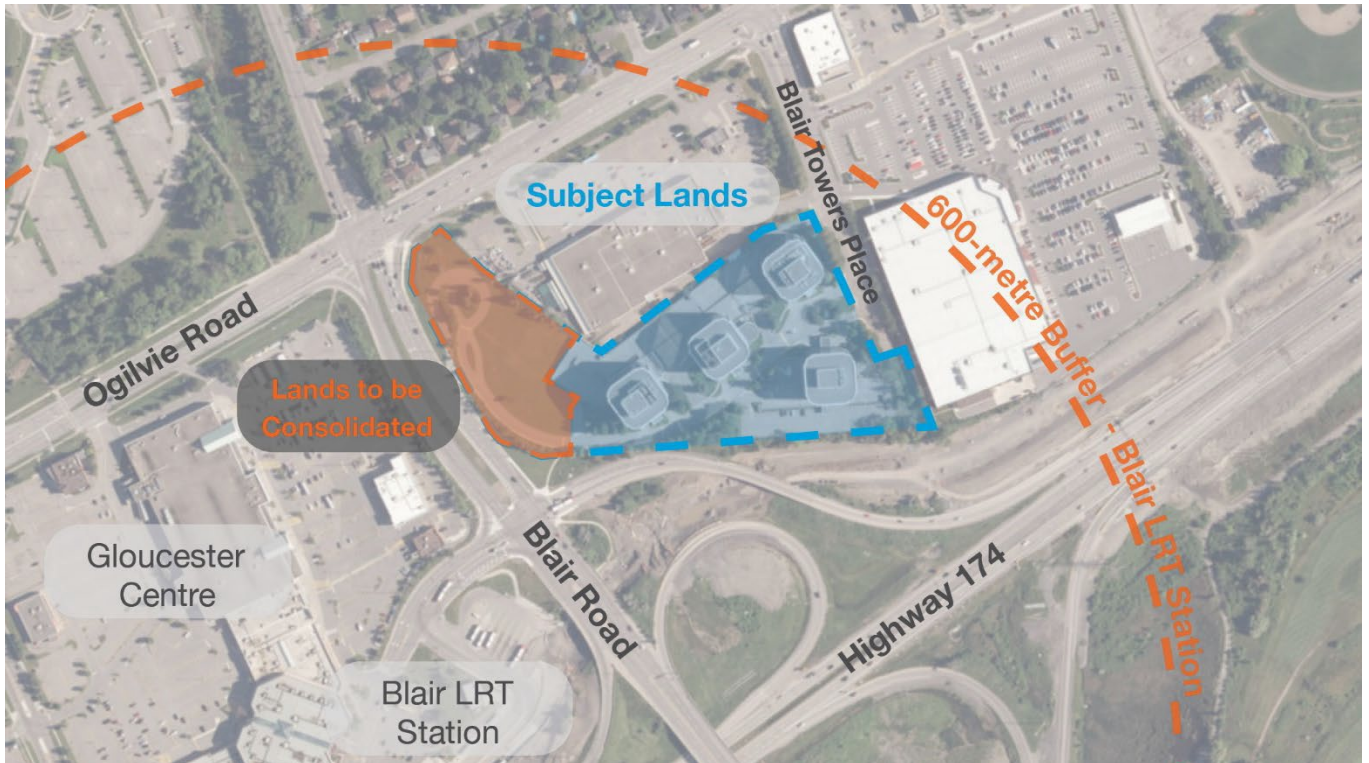 Blair Towers Place
Subject Lands
600-metre Buffer - Blair LRT Station
Ogilvie Road
Lands to be
Consolidated
Gloucester
Centre
Blair Road
Highway 174
Blair LRT
Station